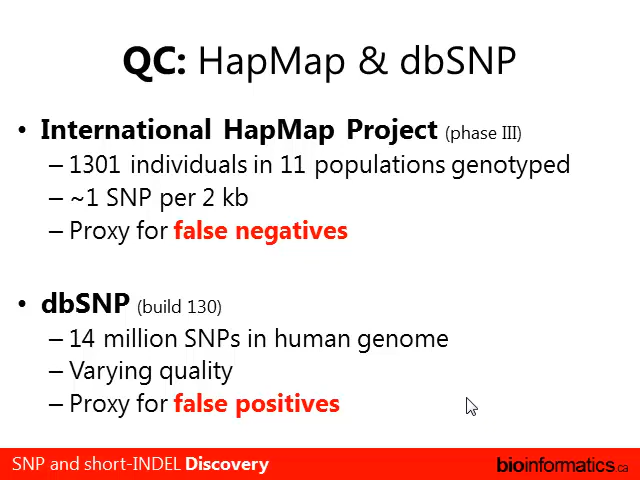 QC: HapMap & dbSNP
• International HapMap Project (phase III)
– 1301 individuals in 11 populations genotyped
– ~1 SNP per 2 kb
– Proxy for false negatives
• dbSNP (build 130)
– 14 million SNPs in human genome
– Varying quality
– Proxy for false positives
SNP and short-INDEL Discovery
bioinformatics.ca